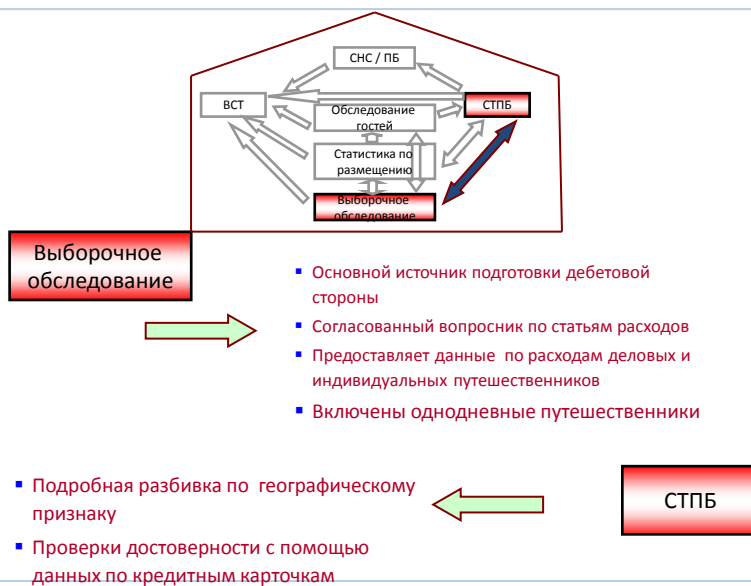 СНС / ПБ
ВСТ
СТПБ
Обследование
гостей
Статистика по
размещению
Выборочное
обследование
Выборочное
обследование
▪ Основной источник подготовки дебетовой
стороны
▪ Согласованный вопросник по статьям расходов
▪ Предоставляет данные по расходам деловых и
индивидуальных путешественников
▪ Включены однодневные путешественники
▪ Подробная разбивка по географическому
признаку
▪ Проверки достоверности с помощью
данных по кредитным карточкам
СТПБ